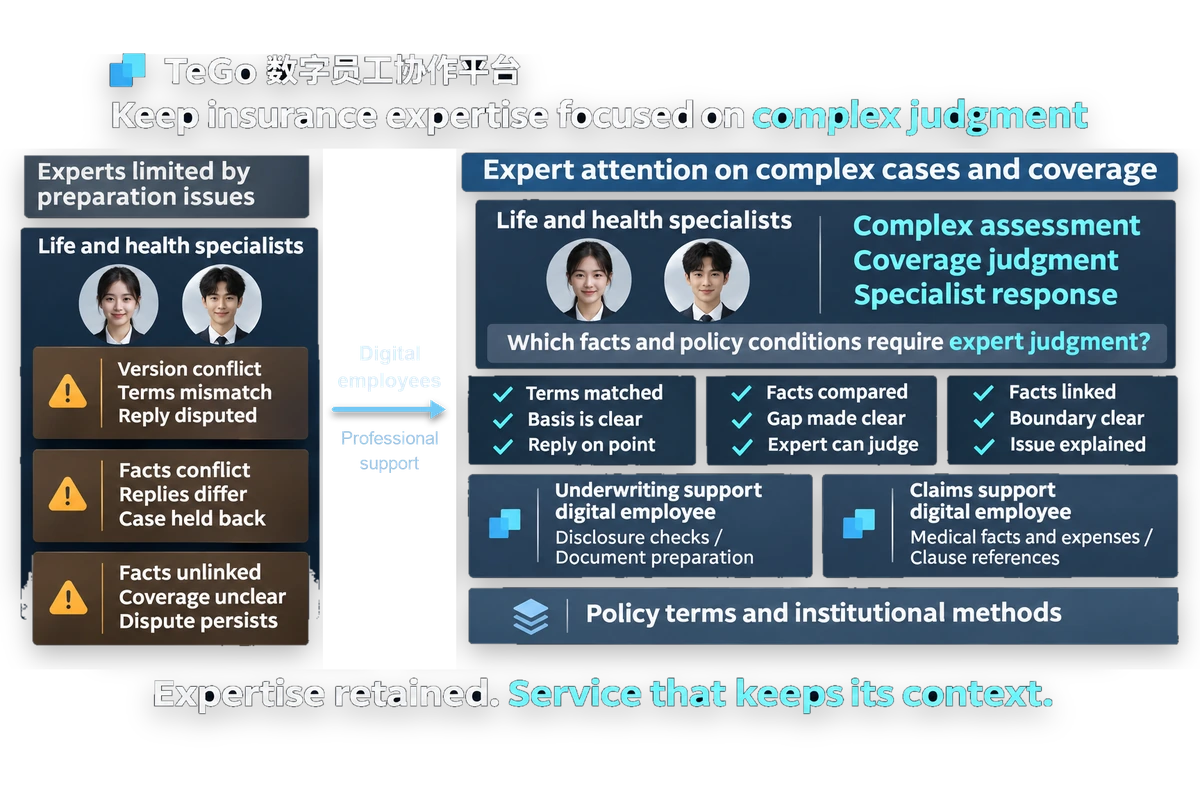 TeGo 数字员工协作平台
Keep insurance expertise focused on complex judgment
Experts limited by
preparation issues
Life and health specialists
Version conflict
Terms mismatch
Reply disputed
Facts conflict
Replies differ
Case held back
Facts unlinked
Coverage unclear
Dispute persists
Digital
employees
Professional
support
Expert attention on complex cases and coverage
Life and health specialists
Complex assessment
Coverage judgment
Specialist response
Which facts and policy conditions require expert judgment?
Terms matched
Basis is clear
Reply on point
Facts compared
Gap made clear
Expert can judge
Facts linked
Boundary clear
Issue explained
Underwriting support
digital employee
Disclosure checks /
Document preparation
Claims support
digital employee
Medical facts and expenses /
Clause references
Policy terms and institutional methods
Expertise retained. Service that keeps its context.